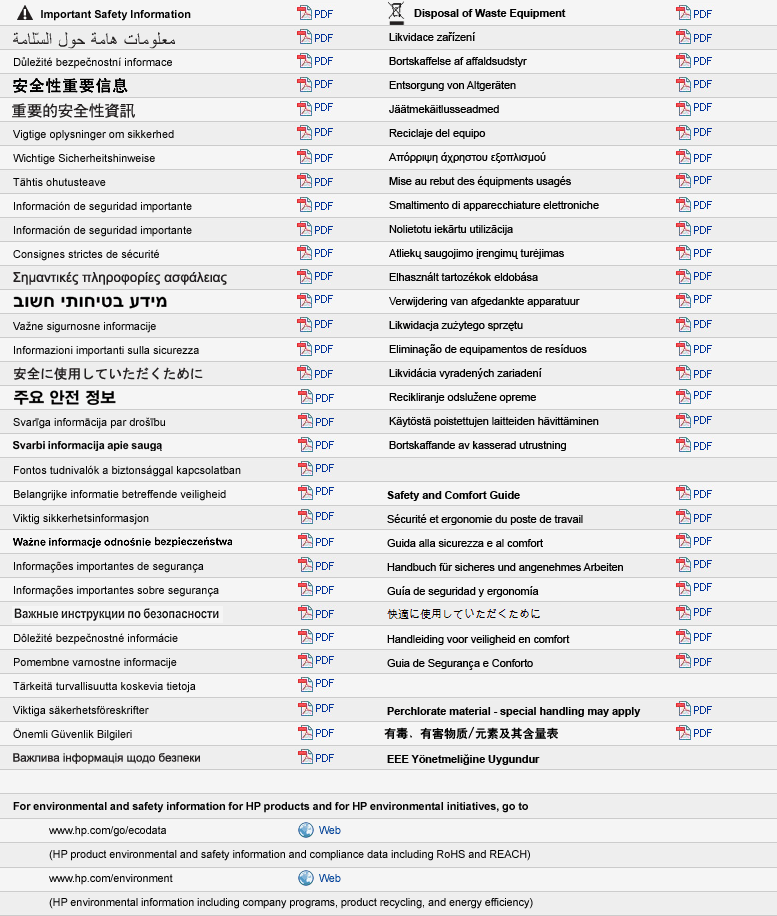 Important Safety Information PDF
معلومات هامة حول السّلامة PDF
Důležité bezpečnostní informace PDF
安全性重要信息 PDF
重要的安全性資訊 PDF
Vigtige oplysninger om sikkerhed PDF
Wichtige Sicherheitshinweise PDF
Tähtis ohutusteave PDF
Información de seguridad importante PDF
Información de seguridad importante PDF
Consignes strictes de sécurité PDF
Σημαντικές πληροφορίες ασφάλειας PDF
מידע בטיחותי חשוב PDF
Važne sigurnosne informacije PDF
Informazioni importanti sulla sicurezza PDF
安全に使用していただくために PDF
주요 안전 정보 PDF
Svarīga informācija par drošību PDF
Svarbi informacija apie saugą PDF
Fontos tudnivalók a biztonsággal kapcsolatban PDF
Belangrijke informatie betreffende veiligheid PDF
Viktig sikkerhetsinformasjon PDF
Ważne informacje odnośnie bezpieczeństwa PDF
Informações importantes de segurança PDF
Informações importantes sobre segurança PDF
Важные инструкции по безопасности PDF
Dôležité bezpečnostné informácie PDF
Pomembne varnostne informacije PDF
Tärkeitä turvallisuutta koskevia tietoja PDF
Viktiga säkerhetsföreskrifter PDF
Önemli Güvenlik Bilgileri PDF
Важлива інформація щодо безпеки PDF
Disposal of Waste Equipment PDF
Likvidace zařízení PDF
Bortskaffelse af affaldsudstyr PDF
Entsorgung von Altgeräten PDF
Jäätmekäitlusseadmed PDF
Reciclaje del equipo PDF
Απόρριψη άχρηστου εξοπλισμού PDF
Mise au rebut des équipments usagés PDF
Smaltimento di apparecchiature elettroniche PDF
Nolietotu iekārtu utilizācija PDF
Atliekų saugojimo įrengimų turėjimas PDF
Elhasznált tartozékok eldobása PDF
Verwijdering van afgedankte apparatuur PDF
Likwidacja zużytego sprzętu PDF
Eliminação de equipamentos de resíduos PDF
Likvidácia vyradených zariadení PDF
Recikliranje odslužene opreme PDF
Käytöstä poistettujen laitteiden hävittäminen PDF
Bortskaffande av kasserad utrustning PDF
Safety and Comfort Guide PDF
Sécurité et ergonomie du poste de travail PDF
Guida alla sicurezza e al comfort PDF
Handbuch für sicheres und angenehmes Arbeiten PDF
Guía de seguridad y ergonomía PDF
快適に使用していただくために PDF
Handleiding voor veiligheid en comfort PDF
Guia de Segurança e Conforto PDF
Perchlorate material - special handling may apply PDF
有毒、有害物质/元素及其含量表 PDF
EEE Yönetmeliğine Uygundur
For environmental and safety information for HP products and for HP environmental initiatives, go to
www.hp.com/go/ecodata Web
(HP product environmental and safety information and compliance data including RoHS and REACH)
www.hp.com/environment Web
(HP environmental information including company programs, product recycling, and energy efficiency)